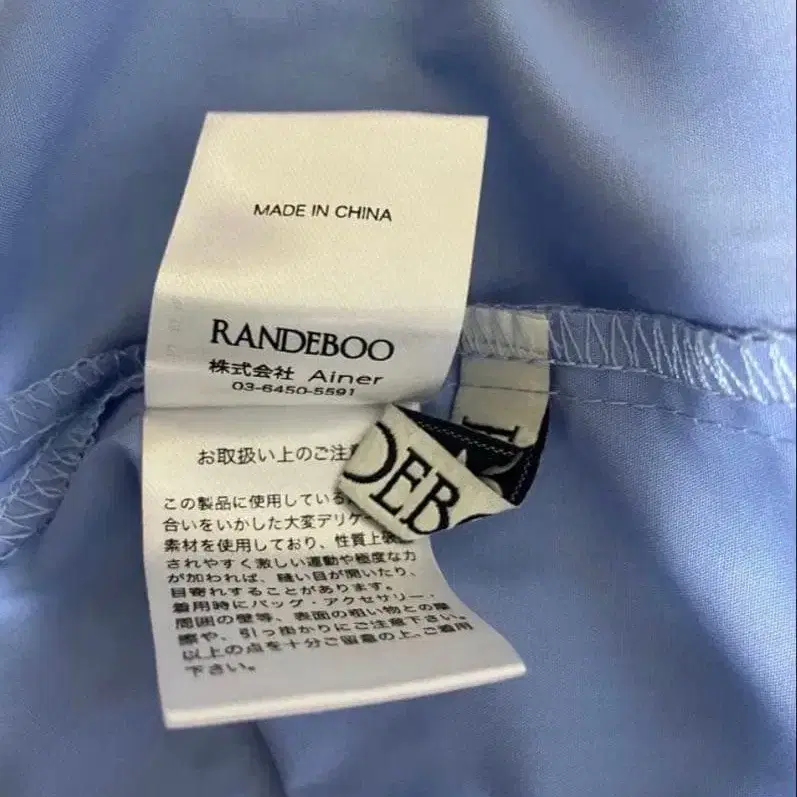 MADE IN CHINA
RANDEBOO
株式会社 Ainer
03-6450-5591
DEBO
お取扱い上のご注
この製品に使用している
合いをいかした大変デリケ
素材を使用しており、性質上
されやすく激しい運動や極度な力
が加われば、縫い目が開いたり、
目寄れすることがあります。
着用時にバッグ・アクセサリー・
周囲の壁等、表面の粗い物との摩
擦や、引っ掛かりにご注意下さい。
以上の点を十分ご留意の上、ご着用
下さい。